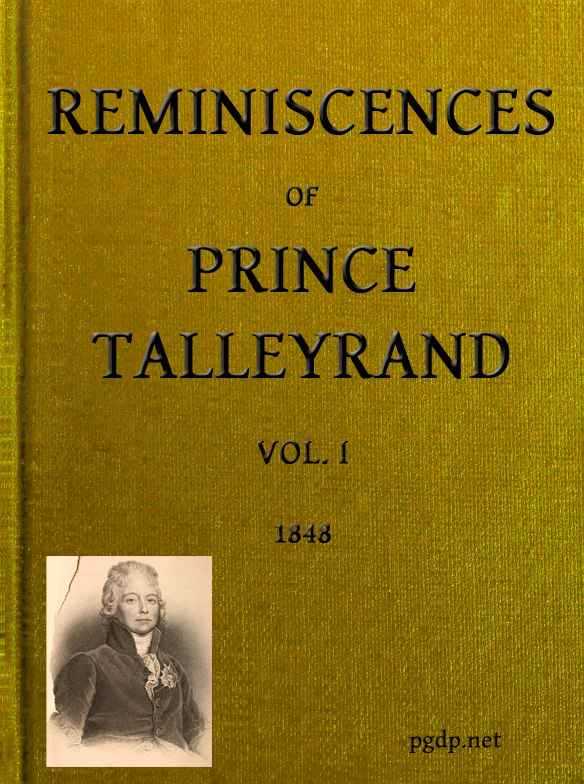 REMINISCENCES
OF
PRINCE
TALLEYRAND
VOL. I
1848
pgdp.net